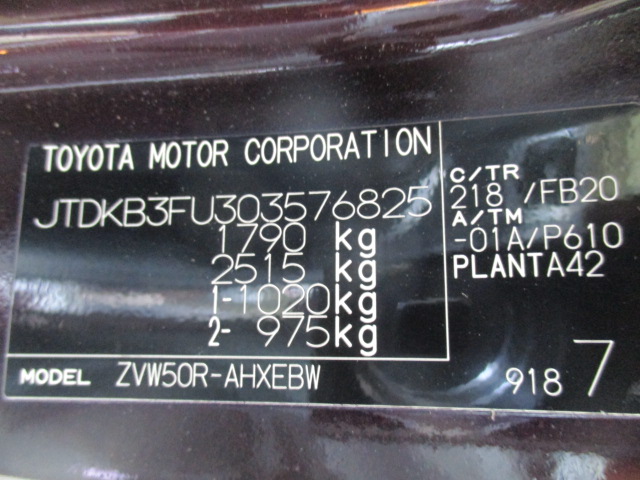 TOYOTA MOTOR CORPORATION
JTDKB3FU303576825
1790 kg
2515 kg
1-1020kg
2- 975kg
C/TR
218 /FB20
A/TM
-01A/P610
PLANTA42
MODEL ZVW50R-AHXEBW
918 7